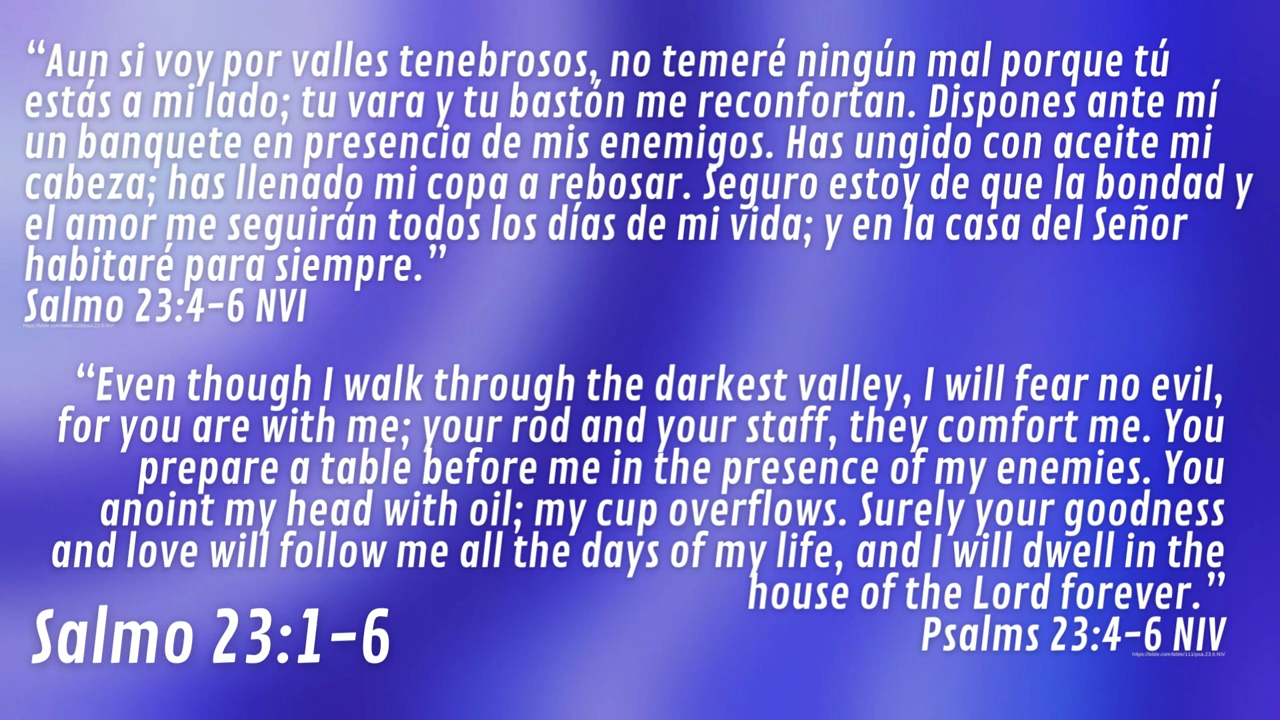 “Aun si voy por valles tenebrosos, no temeré ningún mal porque tú
estás a mi lado; tu vara y tu bastón me reconfortan. Dispones ante mí
un banquete en presencia de mis enemigos. Has ungido con aceite mi
cabeza; has llenado mi copa a rebosar. Seguro estoy de que la bondad y
el amor me seguirán todos los días de mi vida; y en la casa del Señor
habitaré para siempre.”
Salmo 23:4-6 NVI
“Even though I walk through the darkest valley, I will fear no evil,
for you are with me; your rod and your staff, they comfort me. You
prepare a table before me in the presence of my enemies. You
anoint my head with oil; my cup overflows. Surely your goodness
and love will follow me all the days of my life, and I will dwell in the
house of the Lord forever.”
Psalms 23:4-6 NIV
Salmo 23:1-6